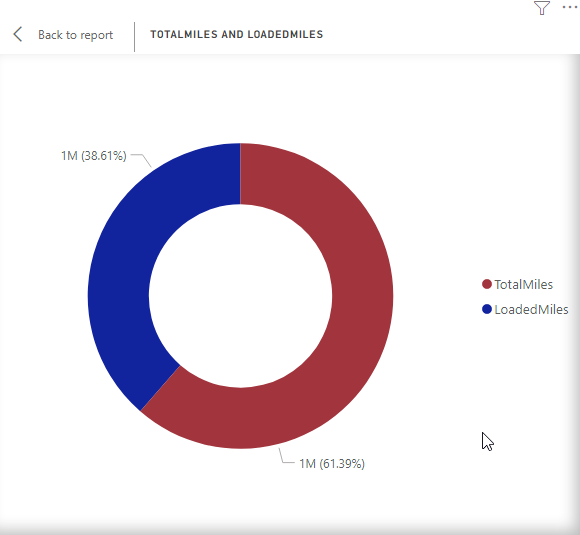 Back to report
TOTALMILES AND LOADEDMILES
1M (38.61%)
TotalMiles
LoadedMiles
1M (61.39%)